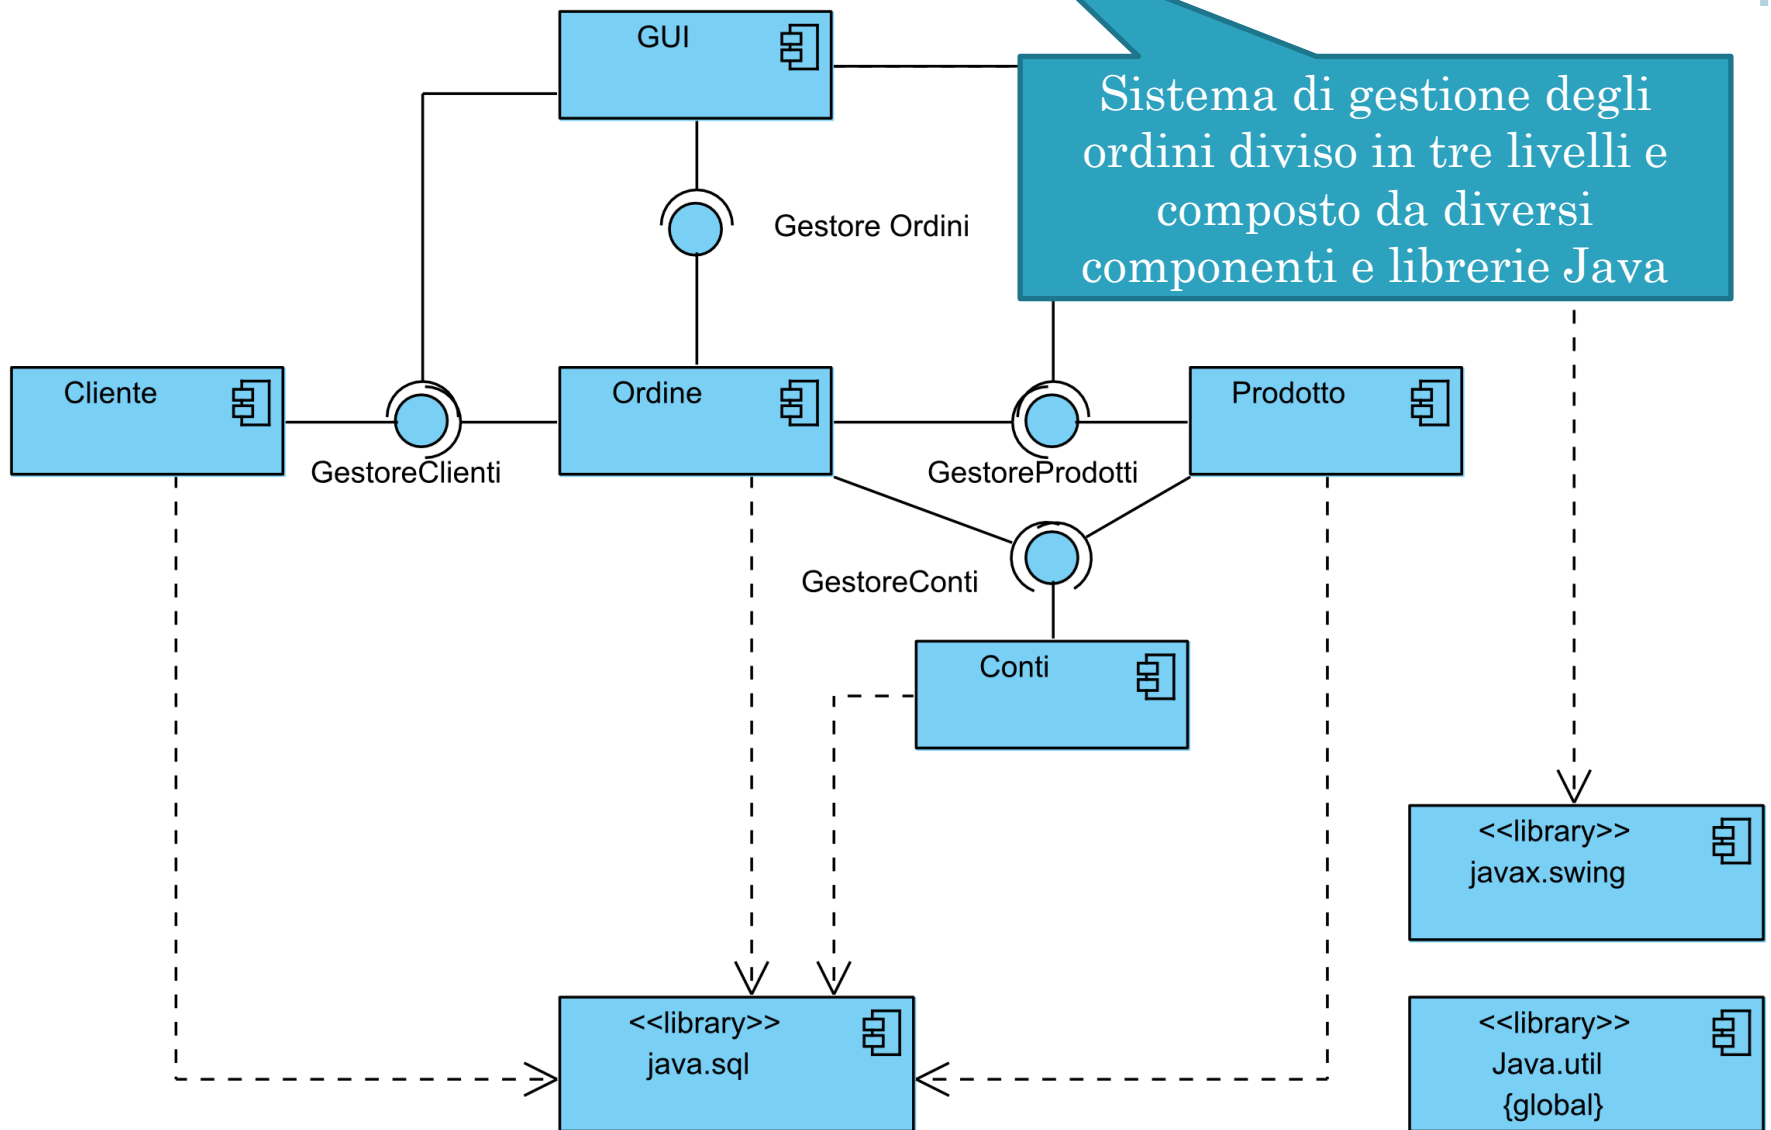 GUI
Sistema di gestione degli
ordini diviso in tre livelli e
composto da diversi
componenti e librerie Java
Gestore Ordini
Cliente
Ordine
Prodotto
GestoreClienti
GestoreProdotti
GestoreConti
Conti
<<library>>
javax.swing
<<library>>
java.sql
<<library>>
Java.util
{global}